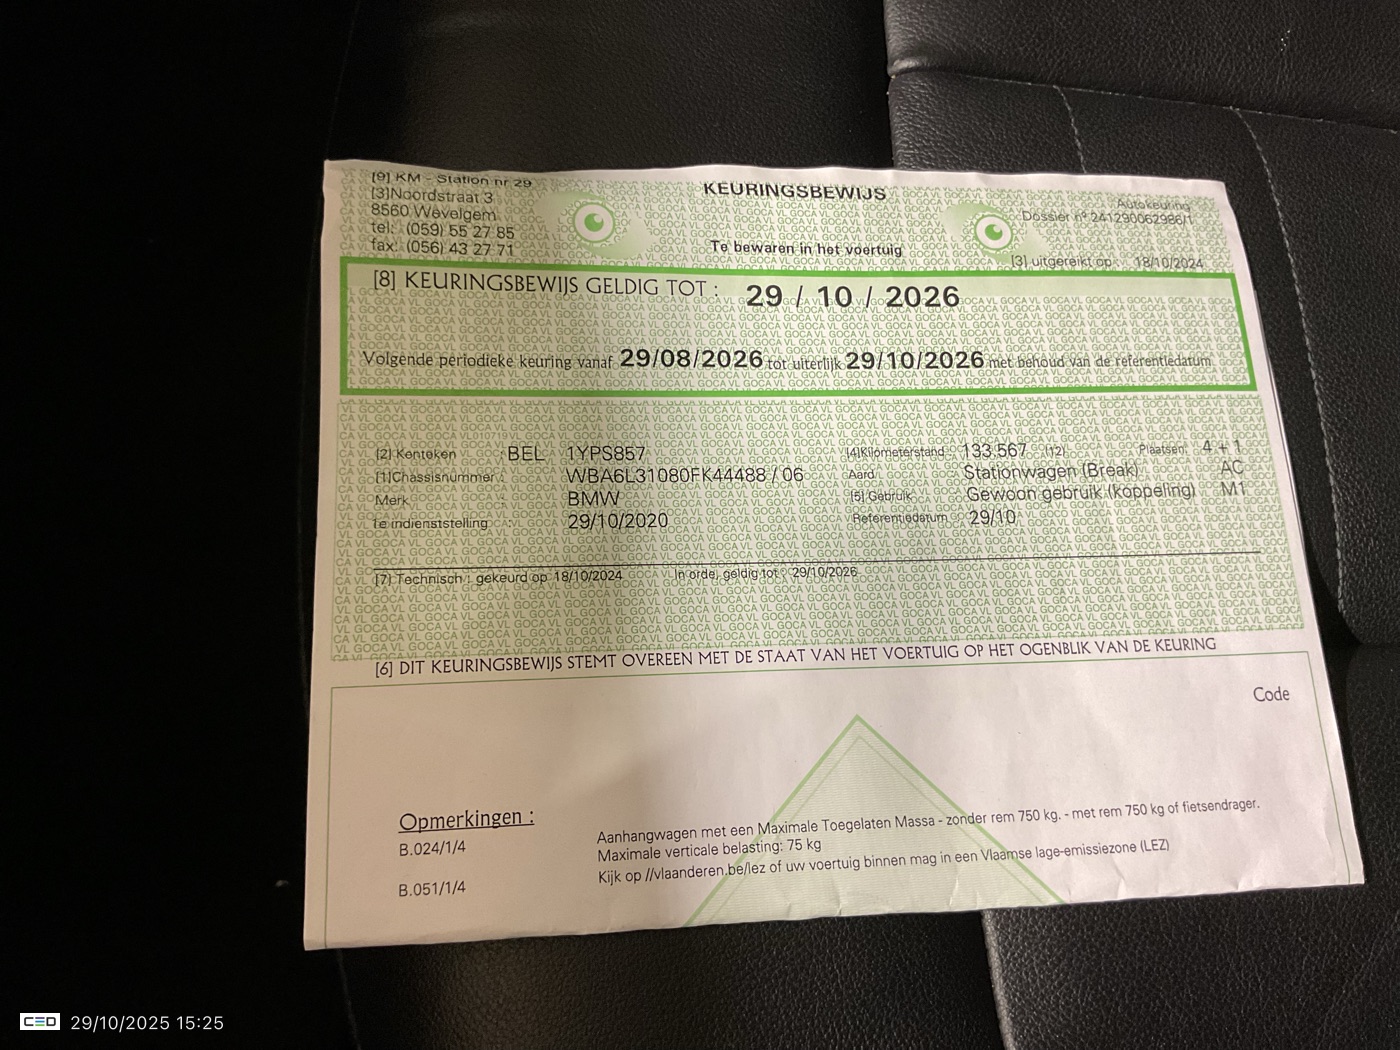 [9] KM - Station nr 29
[3]Noordstraat 3
8560 Wevelgem
tel: (059) 55 27 85
fax: (056) 43 27 71
KEURINGSBEWIJS
Te bewaren in het voertuig
Autokeuring
Dossier nº 241290062986/1
[3] uitgereikt op 18/10/2024
[8] KEURINGSBEWIJS GELDIG TOT : 29 / 10 / 2026
Volgende periodieke keuring vanaf 29/08/2026 tot uiterlijk 29/10/2026 met behoud van de referentiedatum
[2] Kenteken : BEL 1YPS857 [4]Kilometerstand : 133.567 (12) Plaatsen: 4 + 1
[1]Chassisnummer : WBA6L31080FK44488 / 06 Aard Stationwagen (Break) AC
Merk : BMW [5] Gebruik Gewoon gebruik (koppeling) M1
1e indienststelling : 29/10/2020 Referentiedatum : 29/10
[7] Technisch : gekeurd op 18/10/2024 In orde, geldig tot : 29/10/2026
[6] DIT KEURINGSBEWIJS STEMT OVEREEN MET DE STAAT VAN HET VOERTUIG OP HET OGENBLIK VAN DE KEURING
Code
Opmerkingen :
B.024/1/4 Aanhangwagen met een Maximale Toegelaten Massa - zonder rem 750 kg. - met rem 750 kg of fietsendrager.
Maximale verticale belasting: 75 kg
B.051/1/4 Kijk op //vlaanderen.be/lez of uw voertuig binnen mag in een Vlaamse lage-emissiezone (LEZ)
CED 29/10/2025 15:25